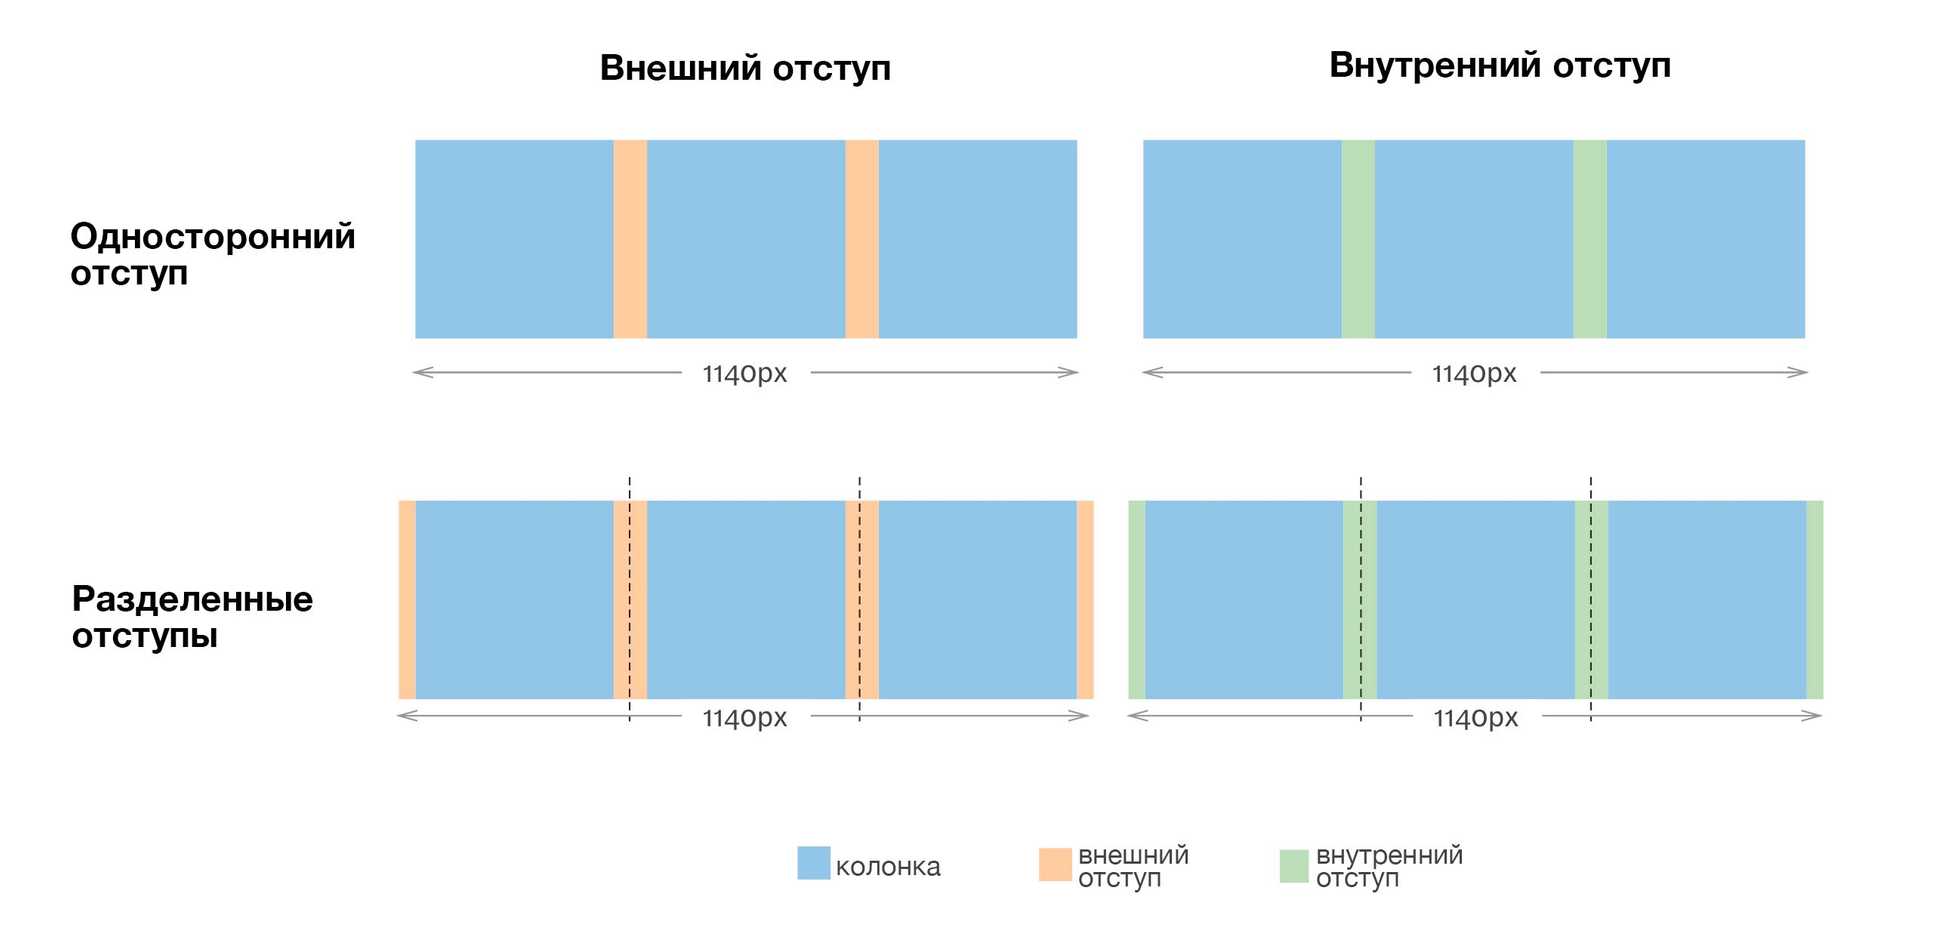 Внешний отступ
Внутренний отступ
Односторонний
отступ
1140px
1140px
Разделенные
отступы
1140px
1140px
колонка
внешний
отступ
внутренний
отступ